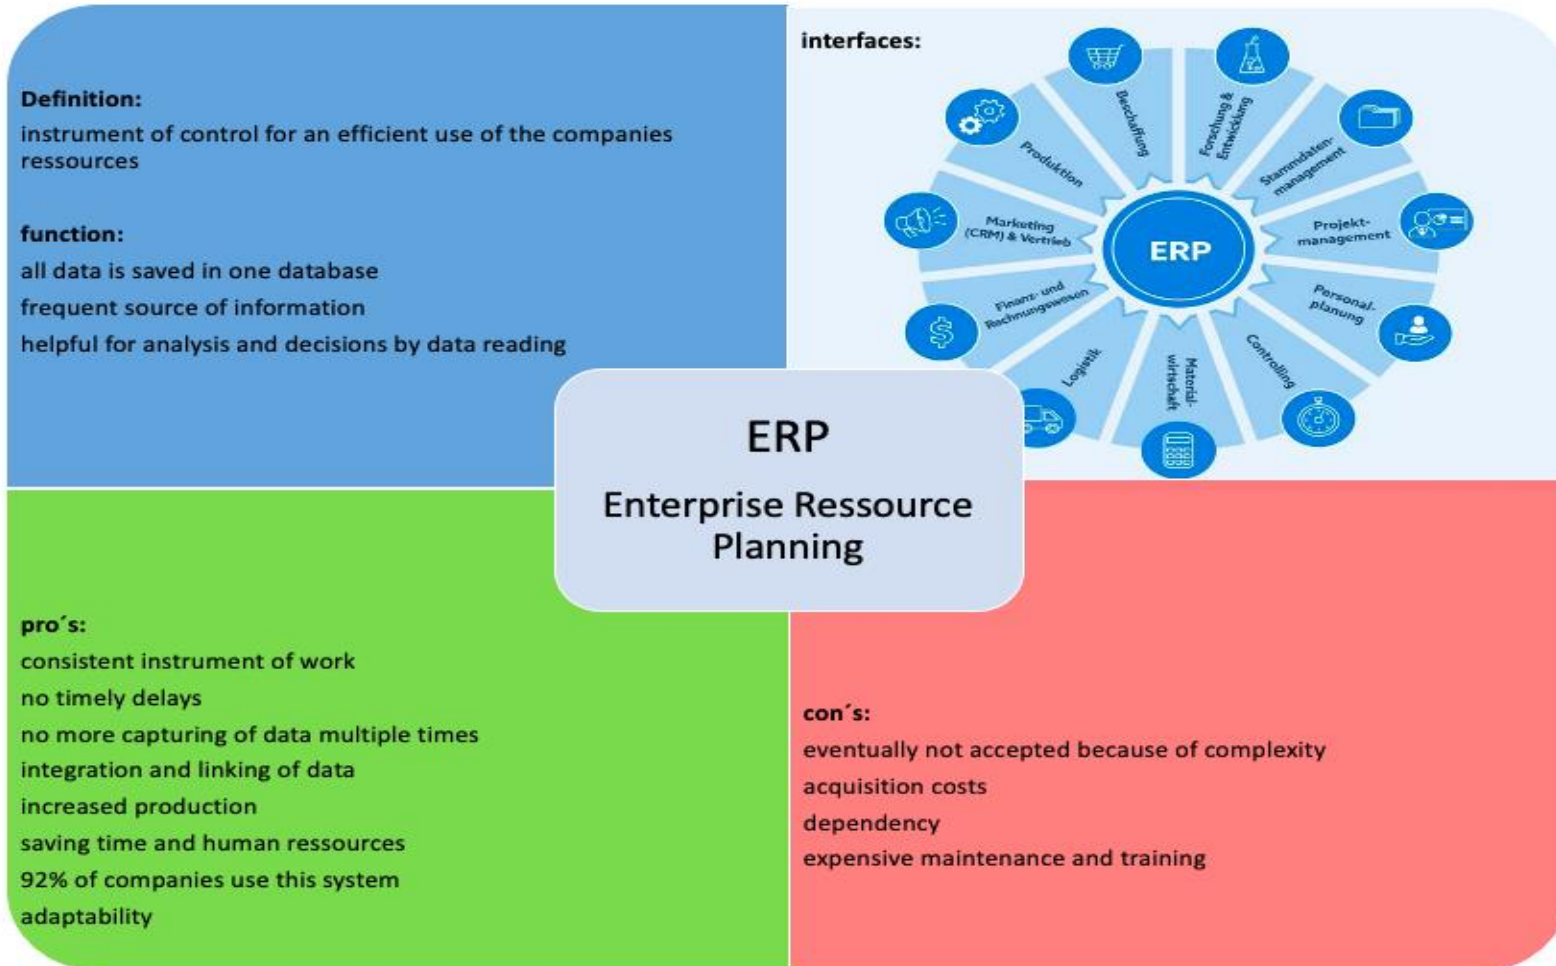 Definition:
instrument of control for an efficient use of the companies
ressources
function:
all data is saved in one database
frequent source of information
helpful for analysis and decisions by data reading
interfaces:
Beschaffung
Forschung &
Entwicklung
Stammdaten-
management
Projekt-
management
Personal-
planung
Controlling
Material-
wirtschaft
Logistik
Finanz- und
Rechnungswesen
Marketing
(CRM) & Vertrieb
Produktion
ERP
ERP
Enterprise Ressource
Planning
pro´s:
consistent instrument of work
no timely delays
no more capturing of data multiple times
integration and linking of data
increased production
saving time and human ressources
92% of companies use this system
adaptability
con´s:
eventually not accepted because of complexity
acquisition costs
dependency
expensive maintenance and training